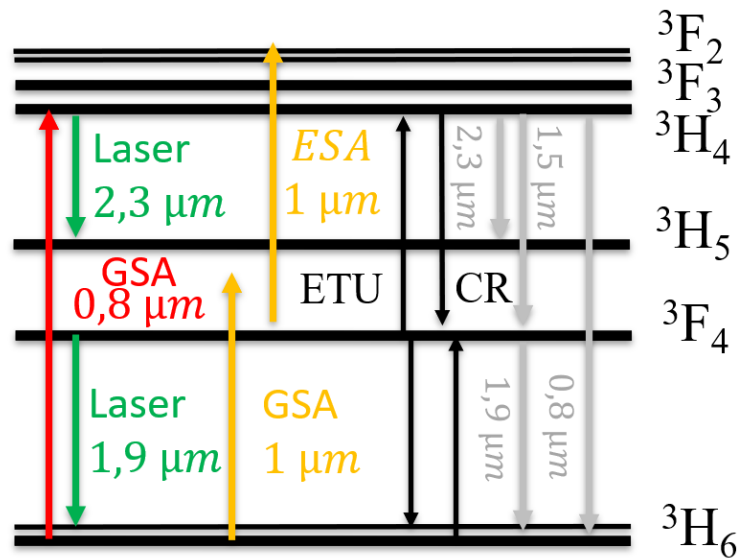 ³F₂
³F₃
³H₄
Laser
2,3 μm
ESA
1 μm
2,3 μm
1,5 μm
³H₅
GSA
0,8 μm
ETU
CR
³F₄
Laser
1,9 μm
GSA
1 μm
1,9 μm
0,8 μm
³H₆